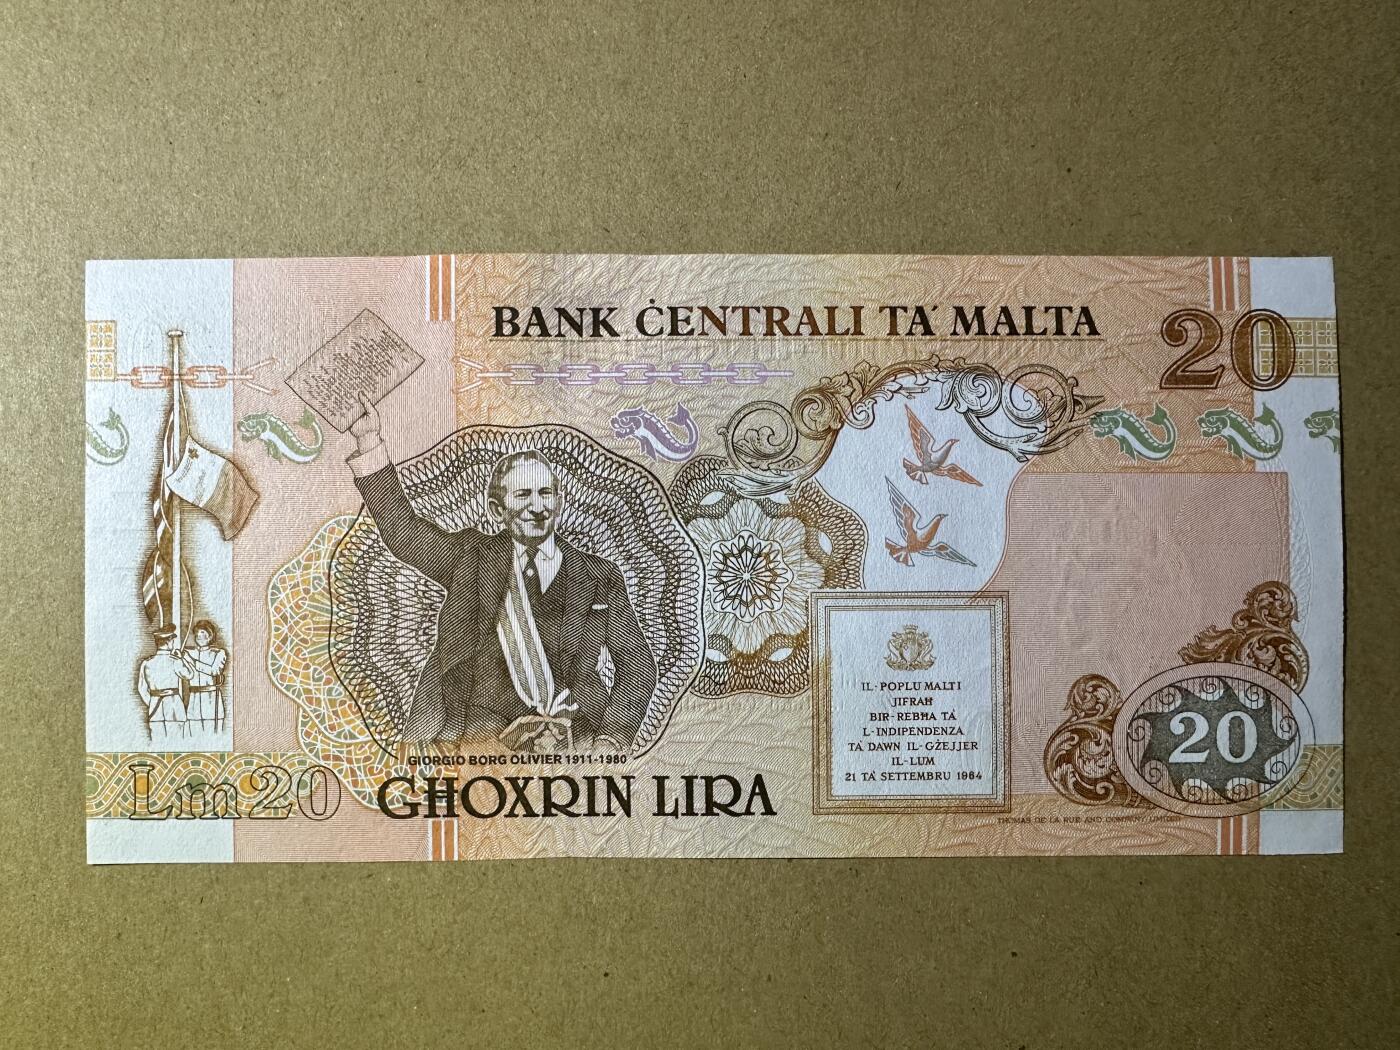 BANK ĊENTRALI TA' MALTA
20
GIORGIO BORG OLIVIER 1911-1980
Lm20
GĦOXRIN LIRA
IL-POPLU MALTI
JIFRAĦ
BIR-REBĦA TA'
L-INDIPENDENZA
TA' DAWN IL-GŻEJJER
IL-LUM
21 TA' SETTEMBRU 1964
20
THOMAS DE LA RUE AND COMPANY LIMITED